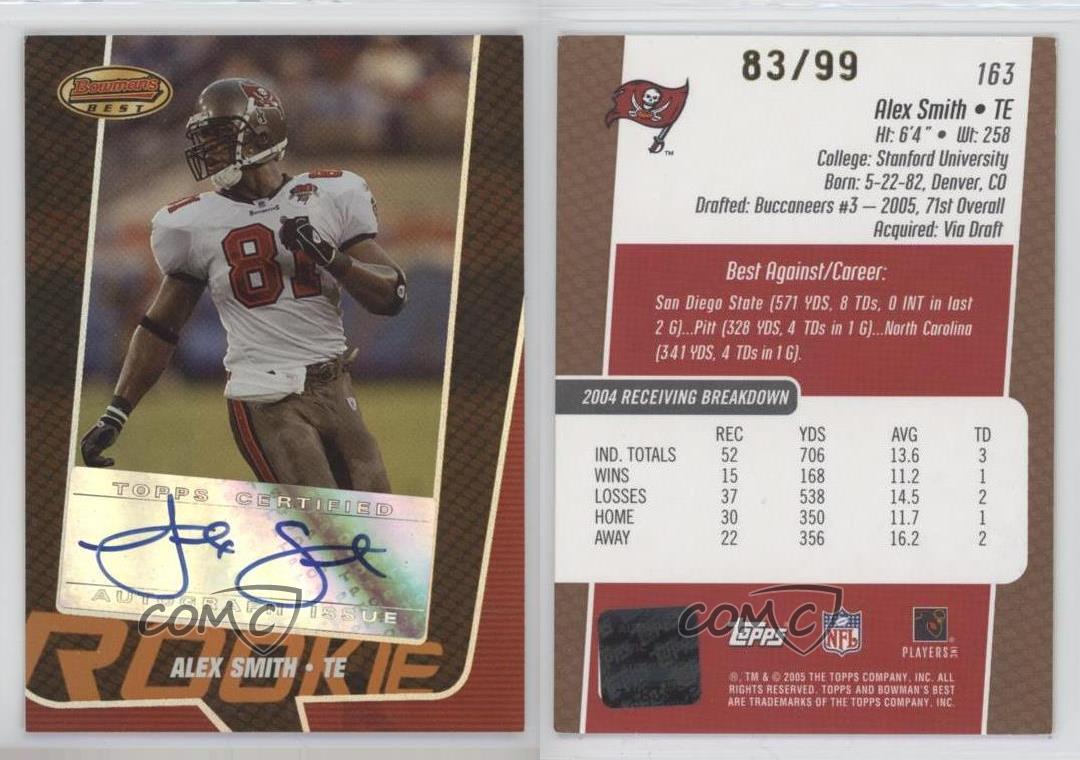 Bowman's
BEST
81
TOPPS CERTIFIED
Alex Smith
AUTOGRAPH ISSUE
COMC
ROOKIE
ALEX SMITH • TE
83/99
163
Alex Smith • TE
Ht: 6'4" • Wt: 258
College: Stanford University
Born: 5-22-82, Denver, CO
Drafted: Buccaneers #3 – 2005, 71st Overall
Acquired: Via Draft
Best Against/Career:
San Diego State (571 YDS, 8 TDs, 0 INT in last
2 G)...Pitt (328 YDS, 4 TDs in 1 G)...North Carolina
(341 YDS, 4 TDs in 1 G).
2004 RECEIVING BREAKDOWN
REC YDS AVG TD
IND. TOTALS 52 706 13.6 3
WINS 15 168 11.2 1
LOSSES 37 538 14.5 2
HOME 30 350 11.7 1
AWAY 22 356 16.2 2
COMC
Topps NFL PLAYERS INC
®, TM & © 2005 THE TOPPS COMPANY, INC. ALL
RIGHTS RESERVED. TOPPS AND BOWMAN'S BEST
ARE TRADEMARKS OF THE TOPPS COMPANY, INC.